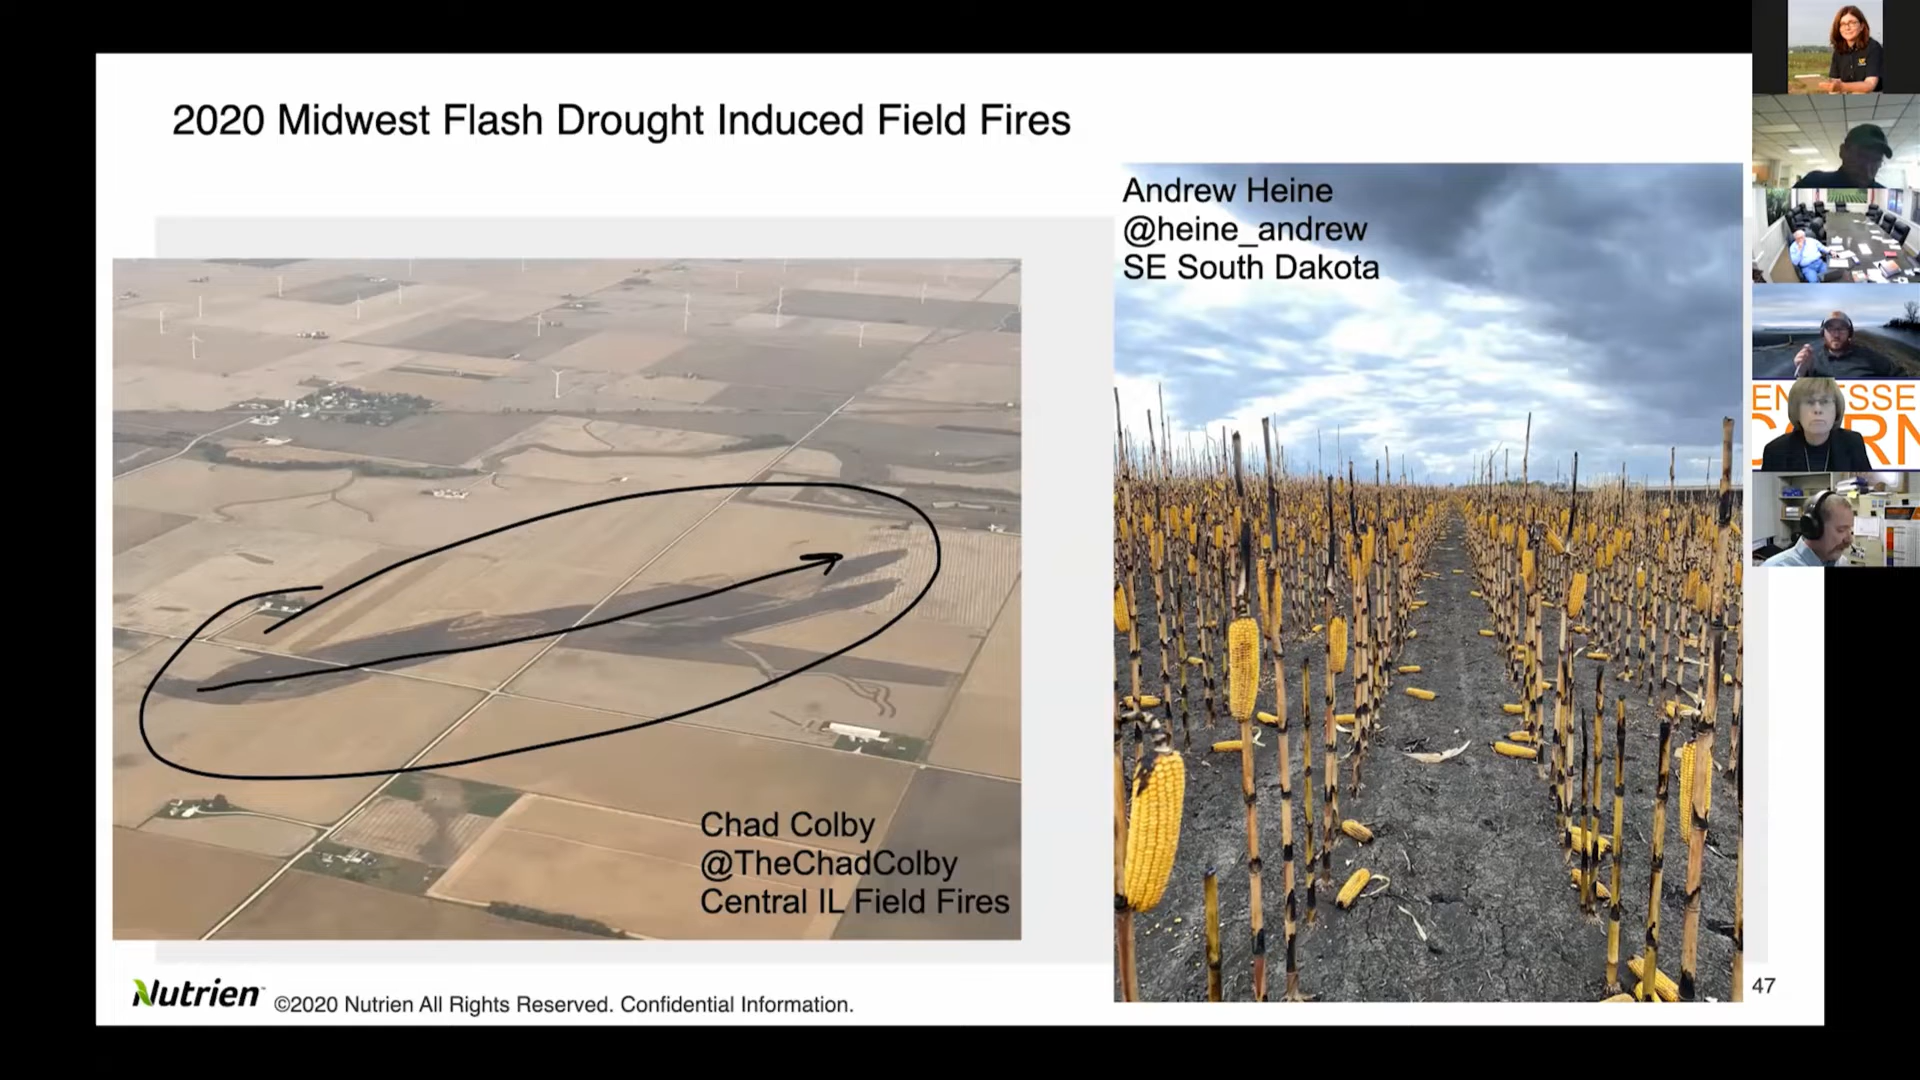 2020 Midwest Flash Drought Induced Field Fires
Andrew Heine
@heine_andrew
SE South Dakota
Chad Colby
@TheChadColby
Central IL Field Fires
Nutrien
©2020 Nutrien All Rights Reserved. Confidential Information.
47